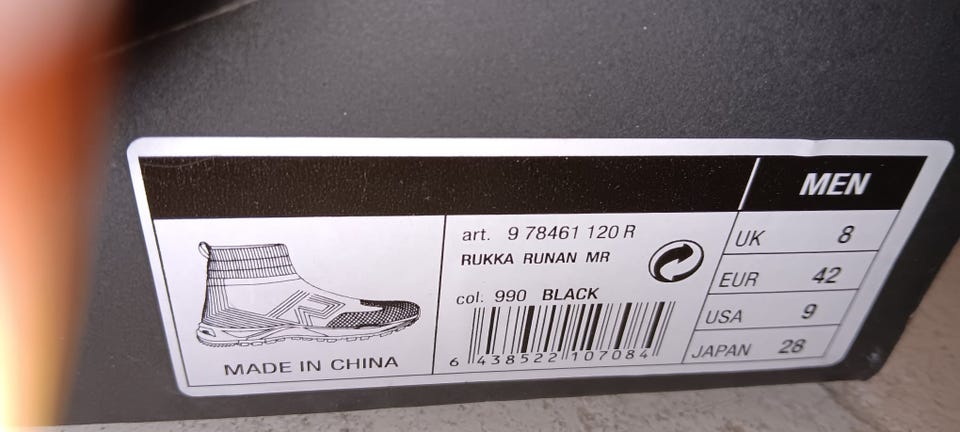 MEN
art. 9 78461 120 R
RUKKA RUNAN MR
col. 990 BLACK
6 438522 107084
MADE IN CHINA
UK 8
EUR 42
USA 9
JAPAN 28